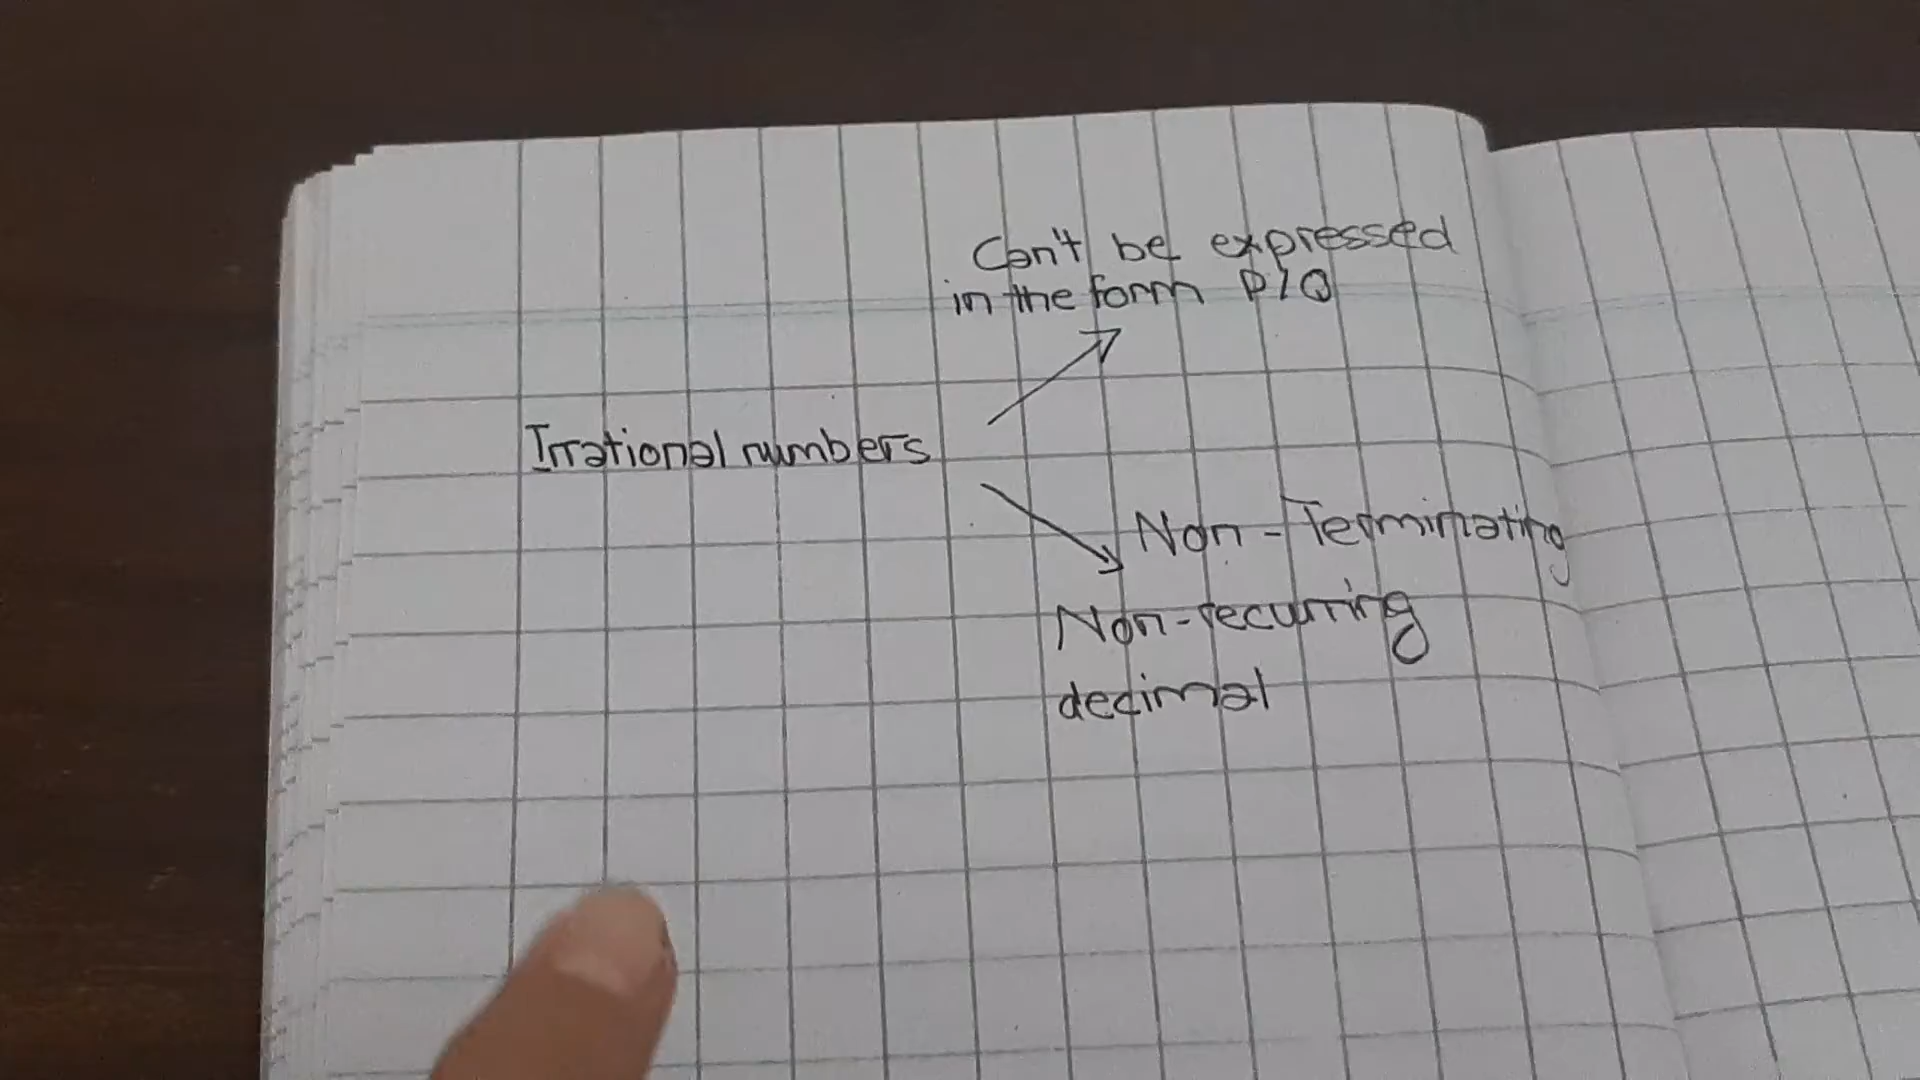 Can't be expressed
in the form P/Q
Irrational numbers
Non-Terminating
Non-recurring
decimal